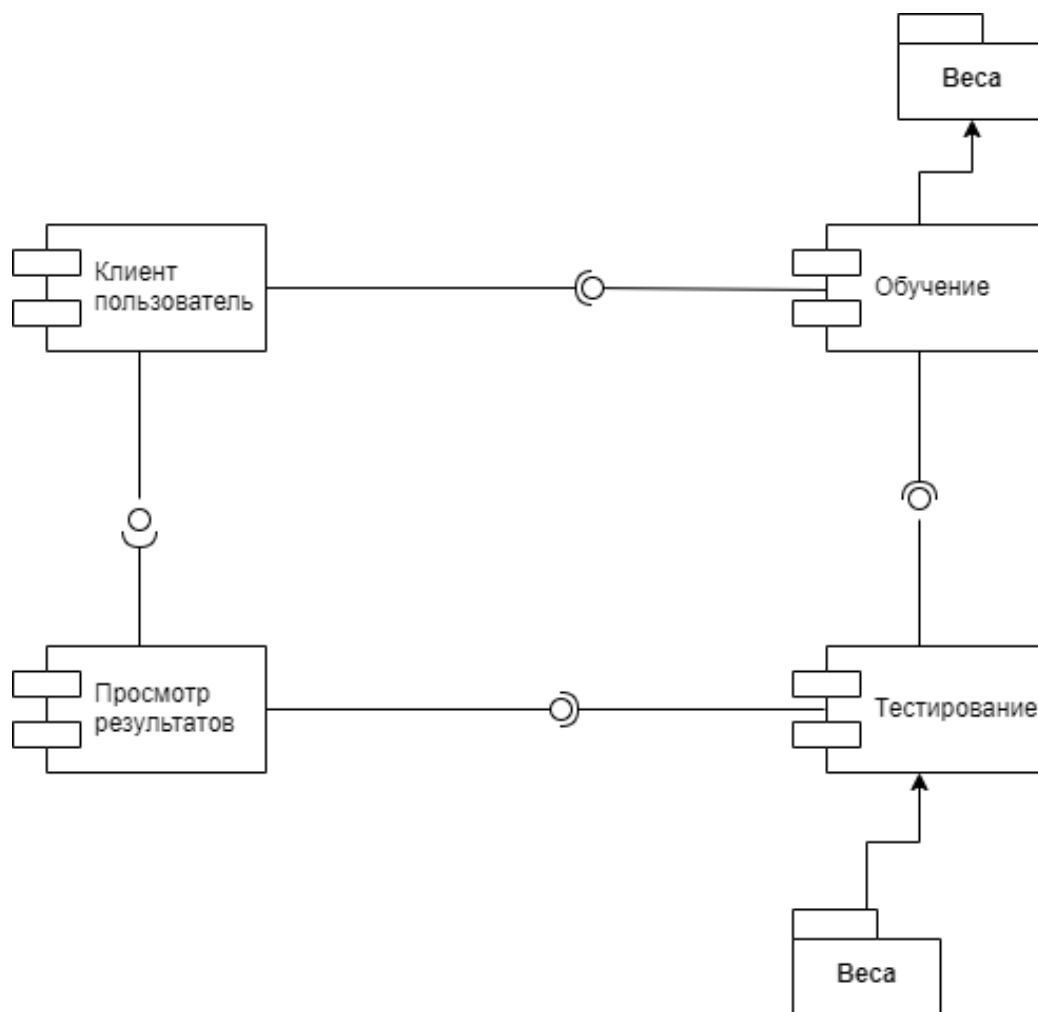 Веса
Клиент
пользователь
Обучение
Просмотр
результатов
Тестирование
Веса